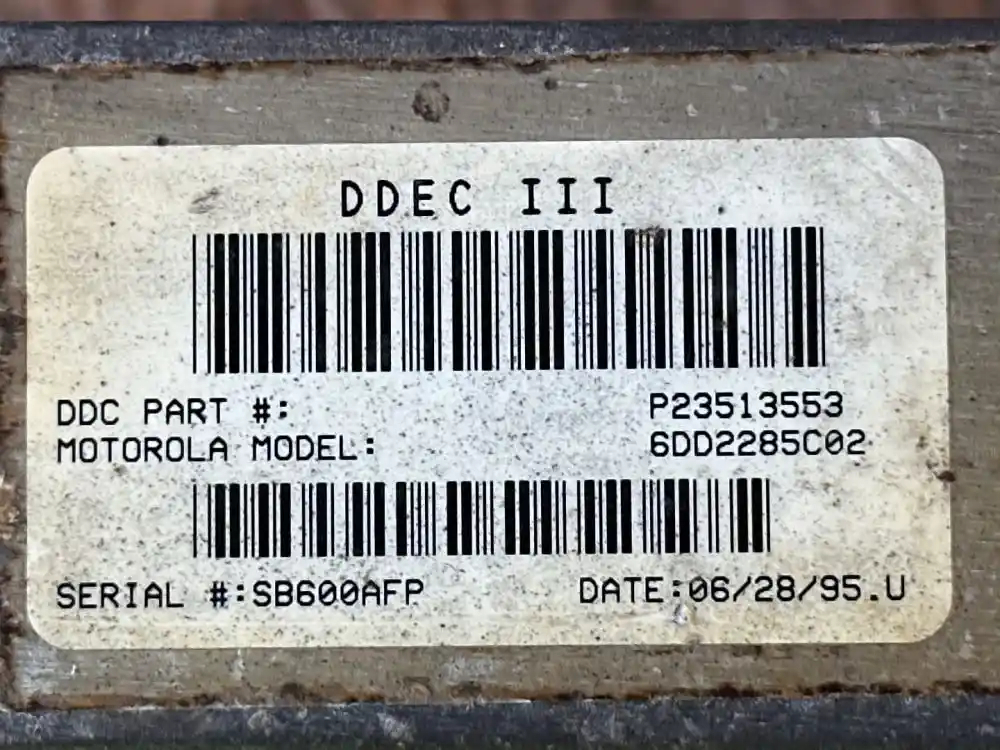 DDEC III
DDC PART #: P23513553
MOTOROLA MODEL: 6DD2285C02
SERIAL #:SB600AFP DATE:06/28/95.U